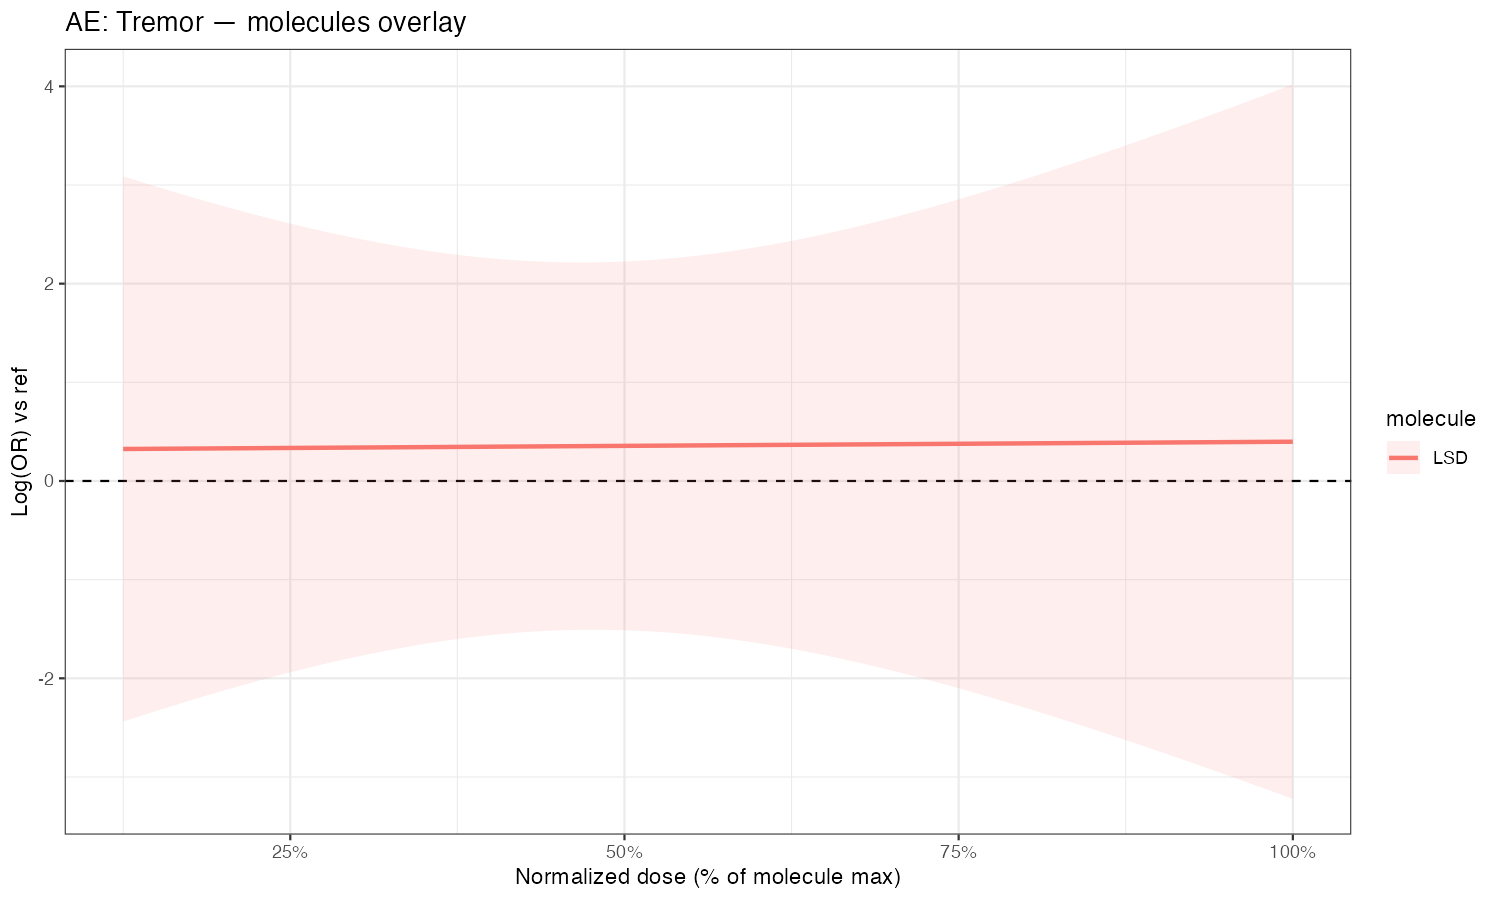 AE: Tremor — molecules overlay
Log(OR) vs ref
4
2
0
-2
25%
50%
75%
100%
Normalized dose (% of molecule max)
molecule
LSD